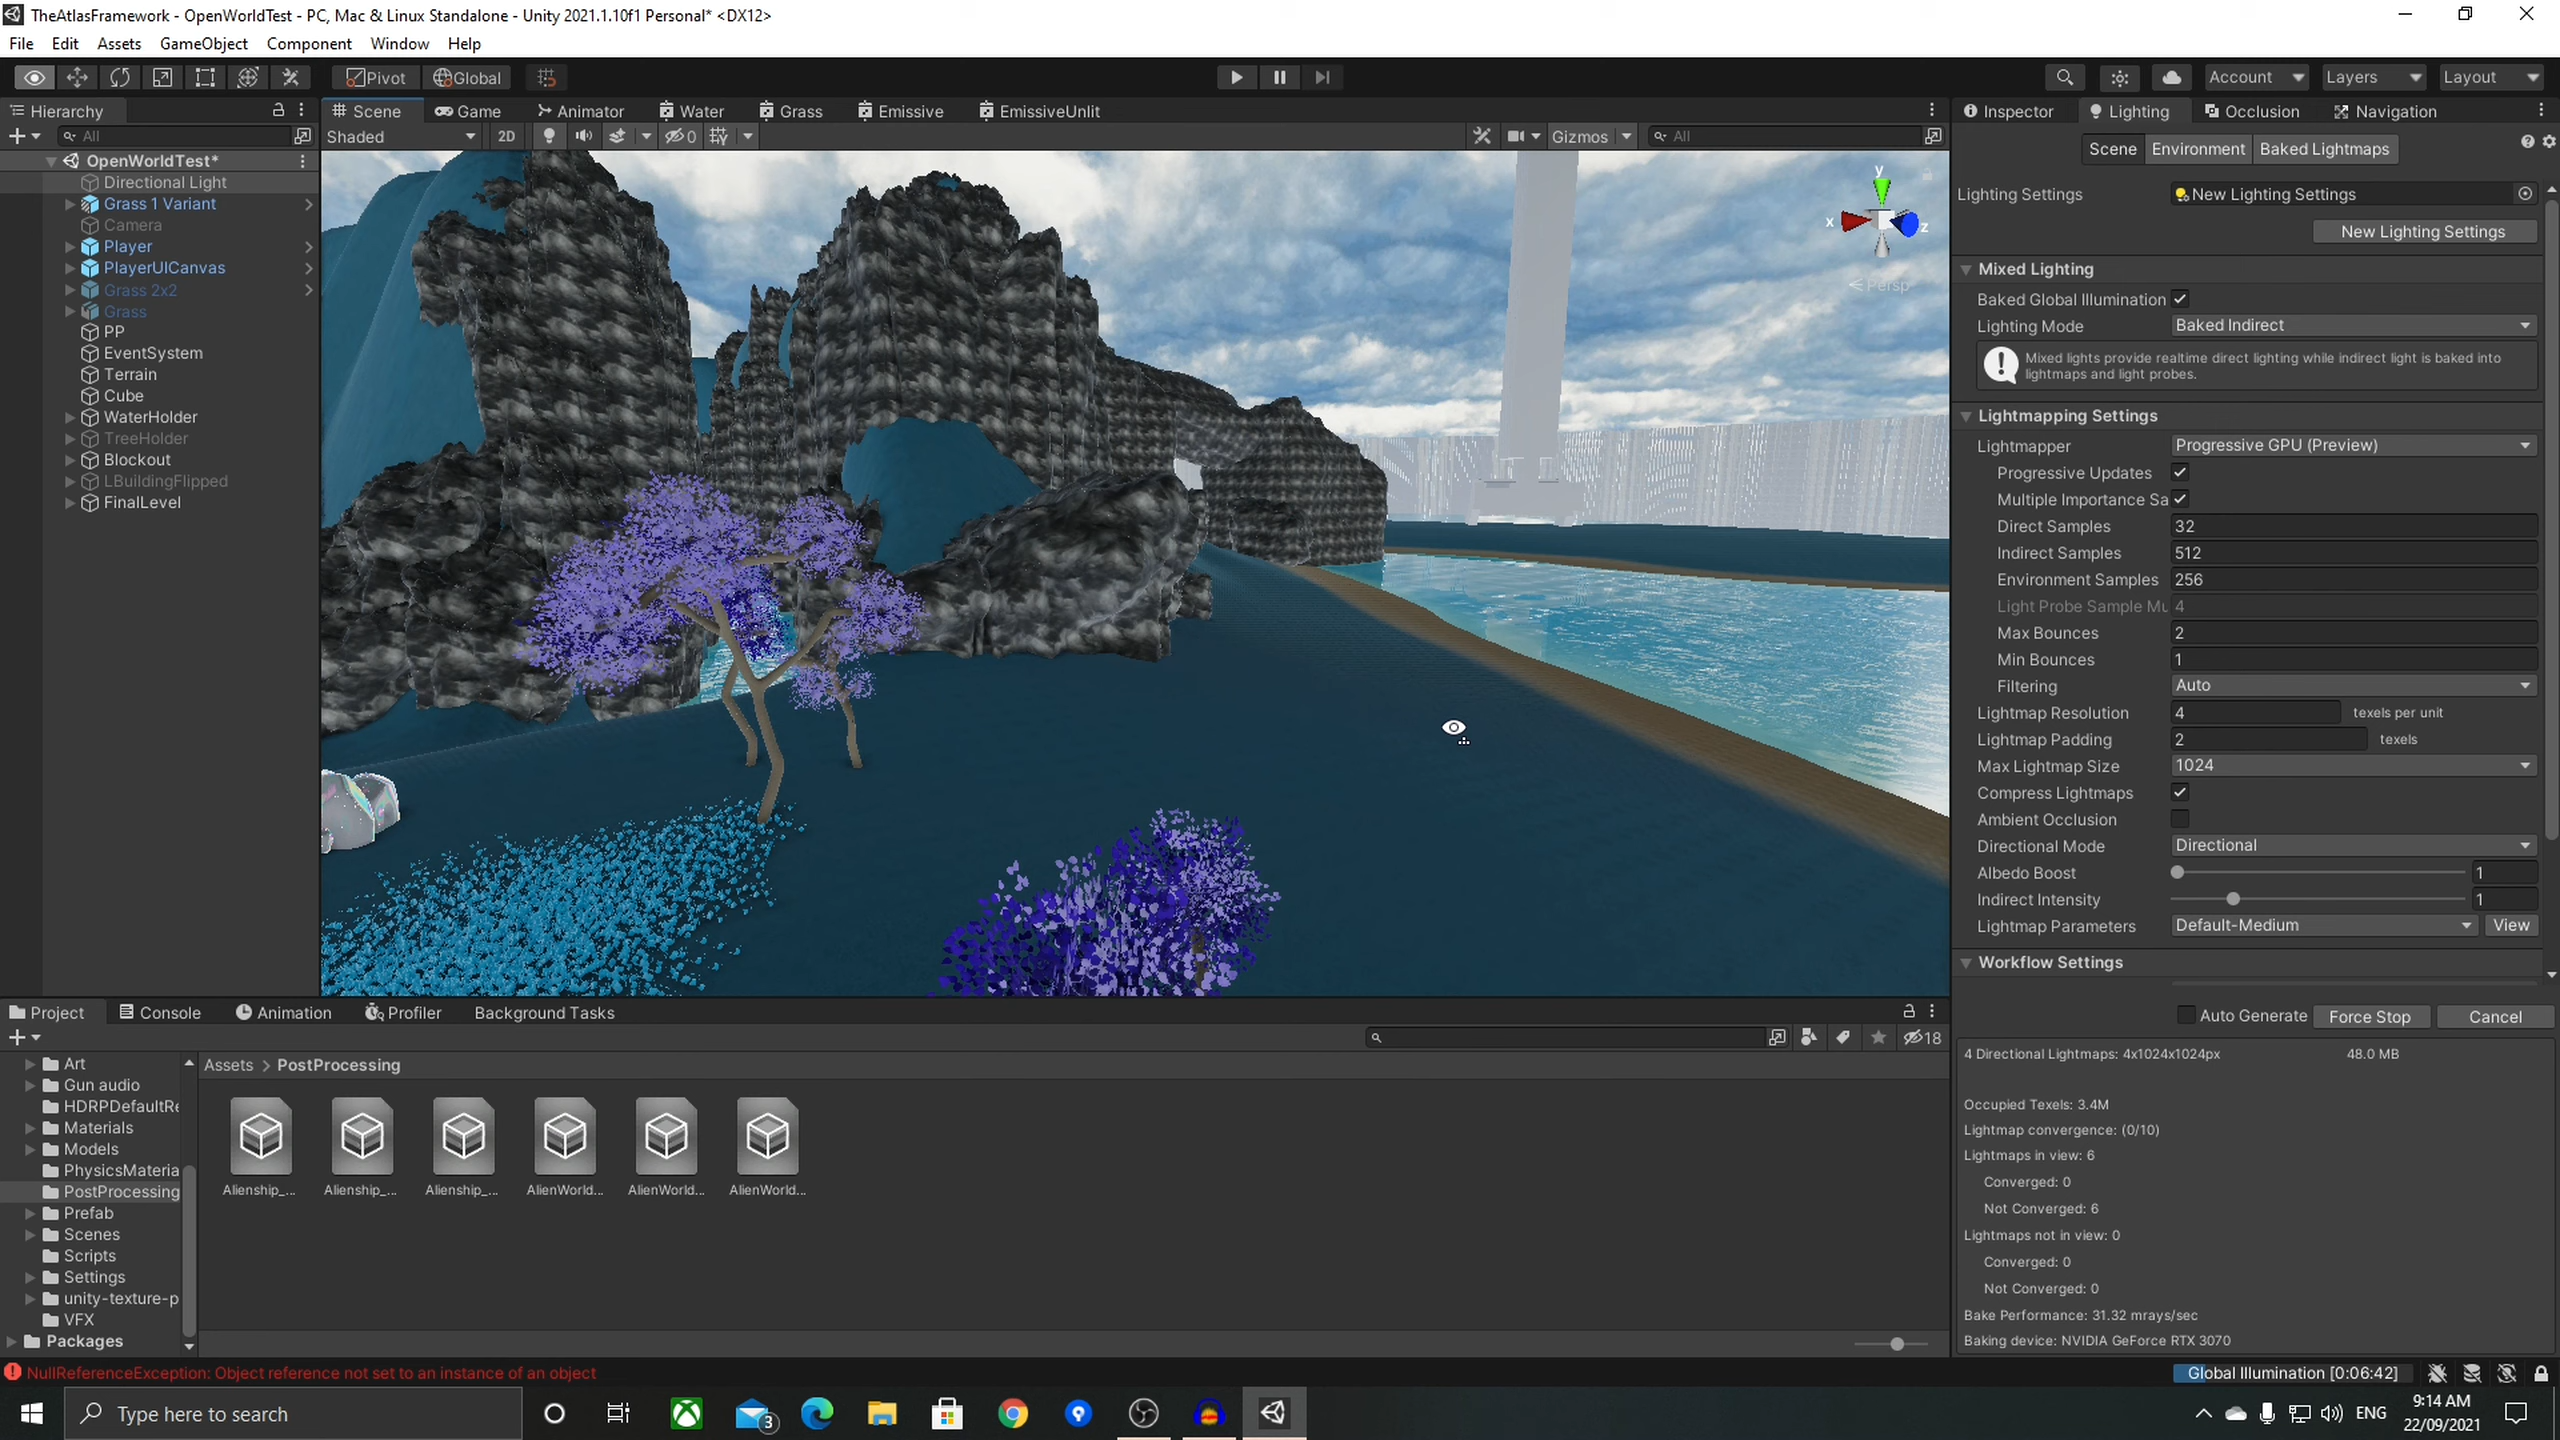 TheAtlasFramework - OpenWorldTest - PC, Mac & Linux Standalone - Unity 2021.1.10f1 Personal* <DX12>
File Edit Assets GameObject Component Window Help
Pivot Global Account Layers Layout
Hierarchy
All
OpenWorldTest*
Directional Light
Grass 1 Variant
Camera
Player
PlayerUICanvas
Grass 2x2
Grass
PP
EventSystem
Terrain
Cube
WaterHolder
TreeHolder
Blockout
LBuildingFlipped
FinalLevel
Scene Game Animator Water Grass Emissive EmissiveUnlit
Shaded 2D 0 Gizmos All
y
x
z
Persp
Inspector Lighting Occlusion Navigation
Scene Environment Baked Lightmaps
Lighting Settings New Lighting Settings
New Lighting Settings
Mixed Lighting
Baked Global Illumination
Lighting Mode Baked Indirect
Mixed lights provide realtime direct lighting while indirect light is baked into
lightmaps and light probes.
Lightmapping Settings
Lightmapper Progressive GPU (Preview)
Progressive Updates
Multiple Importance Sa
Direct Samples 32
Indirect Samples 512
Environment Samples 256
Light Probe Sample Mu 4
Max Bounces 2
Min Bounces 1
Filtering Auto
Lightmap Resolution 4 texels per unit
Lightmap Padding 2 texels
Max Lightmap Size 1024
Compress Lightmaps
Ambient Occlusion
Directional Mode Directional
Albedo Boost 1
Indirect Intensity 1
Lightmap Parameters Default-Medium View
Workflow Settings
Auto Generate Force Stop Cancel
4 Directional Lightmaps: 4x1024x1024px 48.0 MB
Occupied Texels: 3.4M
Lightmap convergence: (0/10)
Lightmaps in view: 6
Converged: 0
Not Converged: 6
Lightmaps not in view: 0
Converged: 0
Not Converged: 0
Bake Performance: 31.32 mrays/sec
Baking device: NVIDIA GeForce RTX 3070
Project Console Animation Profiler Background Tasks
18
Art
Gun audio
HDRPDefaultRe
Materials
Models
PhysicsMateria
PostProcessing
Prefab
Scenes
Scripts
Settings
unity-texture-p
VFX
Packages
Assets > PostProcessing
Alienship_... Alienship_... Alienship_... AlienWorld... AlienWorld... AlienWorld...
NullReferenceException: Object reference not set to an instance of an object
Global Illumination [0:06:42]
Type here to search
3
ENG
9:14 AM
22/09/2021